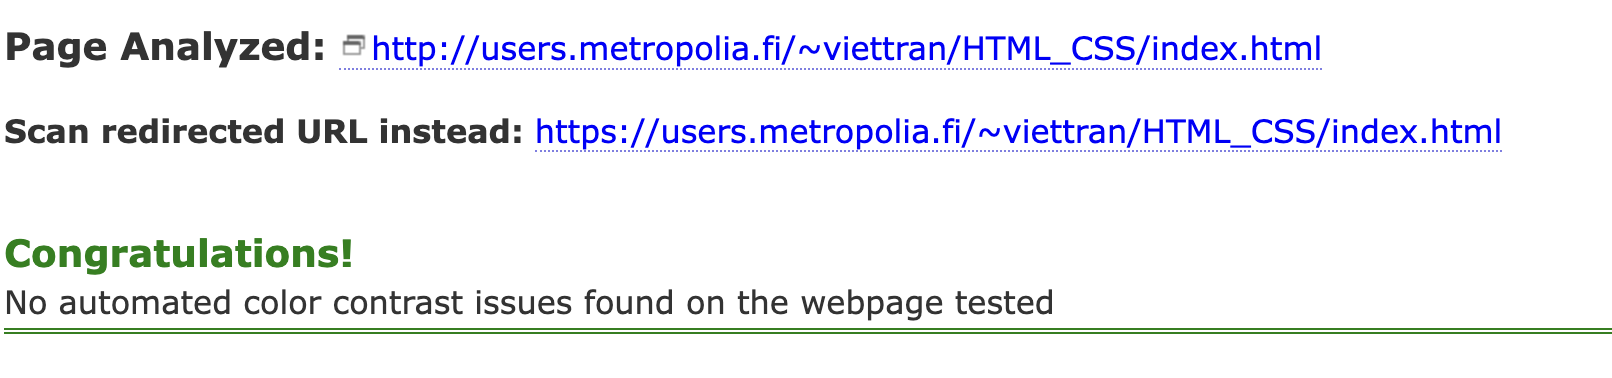 Page Analyzed: http://users.metropolia.fi/~viettran/HTML_CSS/index.html
Scan redirected URL instead: https://users.metropolia.fi/~viettran/HTML_CSS/index.html
Congratulations!
No automated color contrast issues found on the webpage tested